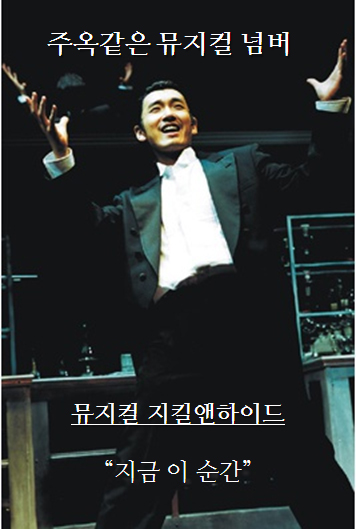 주옥같은 뮤지컬 넘버
뮤지컬 지킬앤하이드
“지금 이 순간”